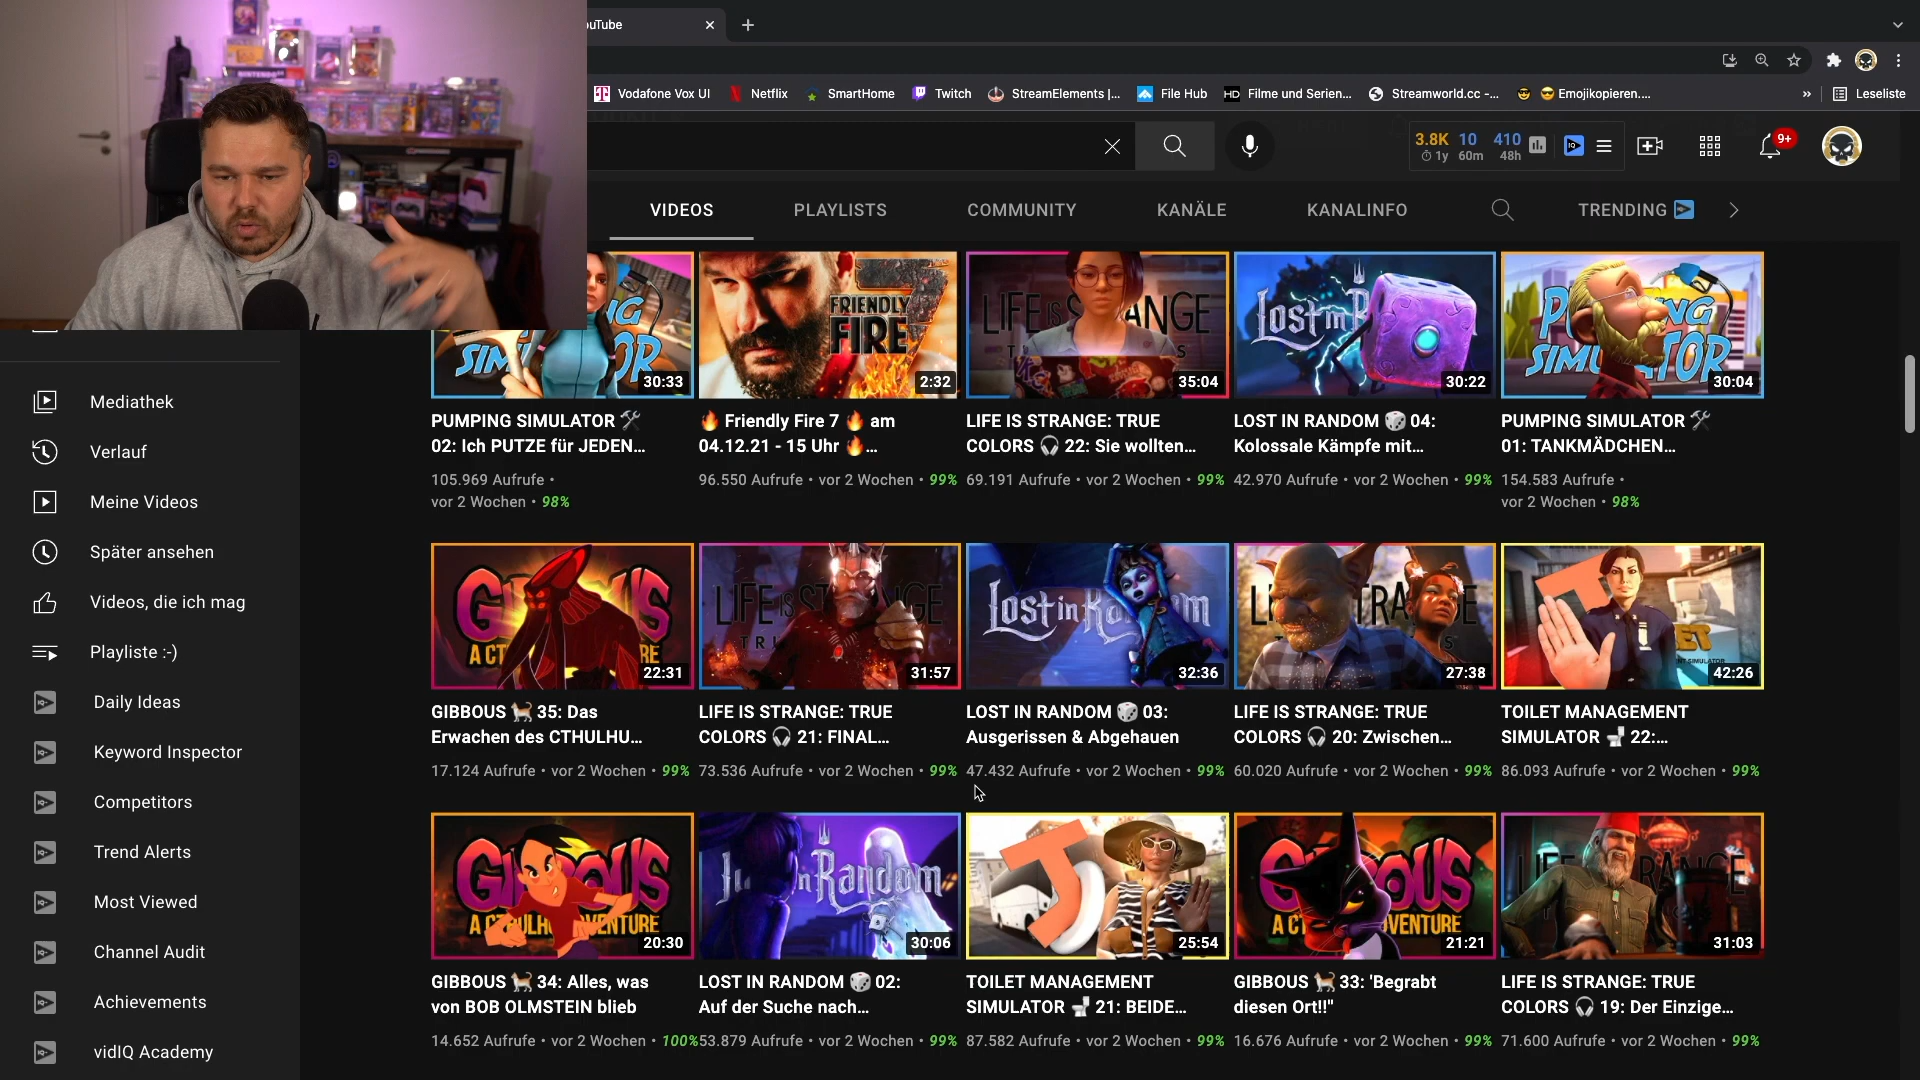 ouTube
Vodafone Vox UI
Netflix
SmartHome
Twitch
StreamElements |...
File Hub
HD
Filme und Serien...
Streamworld.cc -...
😎
😎 Emojikopieren....
»
Leseliste
3.8K 10 410
1y 60m 48h
9+
VIDEOS
PLAYLISTS
COMMUNITY
KANÄLE
KANALINFO
TRENDING
Mediathek
Verlauf
Meine Videos
Später ansehen
Videos, die ich mag
Playliste :-)
Daily Ideas
Keyword Inspector
Competitors
Trend Alerts
Most Viewed
Channel Audit
Achievements
vidIQ Academy
30:33
PUMPING SIMULATOR 🛠
02: Ich PUTZE für JEDEN...
105.969 Aufrufe •
vor 2 Wochen • 98%
FRIENDLY
FIRE 7
2:32
🔥 Friendly Fire 7 🔥 am
04.12.21 - 15 Uhr 🔥...
96.550 Aufrufe • vor 2 Wochen • 99%
35:04
LIFE IS STRANGE: TRUE
COLORS 🎧 22: Sie wollten...
69.191 Aufrufe • vor 2 Wochen • 99%
30:22
LOST IN RANDOM 🎲 04:
Kolossale Kämpfe mit...
42.970 Aufrufe • vor 2 Wochen • 99%
30:04
PUMPING SIMULATOR 🛠
01: TANKMÄDCHEN...
154.583 Aufrufe •
vor 2 Wochen • 98%
22:31
GIBBOUS 🐈 35: Das
Erwachen des CTHULHU...
17.124 Aufrufe • vor 2 Wochen • 99%
31:57
LIFE IS STRANGE: TRUE
COLORS 🎧 21: FINAL...
73.536 Aufrufe • vor 2 Wochen • 99%
32:36
LOST IN RANDOM 🎲 03:
Ausgerissen & Abgehauen
47.432 Aufrufe • vor 2 Wochen • 99%
27:38
LIFE IS STRANGE: TRUE
COLORS 🎧 20: Zwischen...
60.020 Aufrufe • vor 2 Wochen • 99%
42:26
TOILET MANAGEMENT
SIMULATOR 🚽 22:...
86.093 Aufrufe • vor 2 Wochen • 99%
20:30
GIBBOUS 🐈 34: Alles, was
von BOB OLMSTEIN blieb
14.652 Aufrufe • vor 2 Wochen • 100%
30:06
LOST IN RANDOM 🎲 02:
Auf der Suche nach...
53.879 Aufrufe • vor 2 Wochen • 99%
25:54
TOILET MANAGEMENT
SIMULATOR 🚽 21: BEIDE...
87.582 Aufrufe • vor 2 Wochen • 99%
21:21
GIBBOUS 🐈 33: 'Begrabt
diesen Ort!!"
16.676 Aufrufe • vor 2 Wochen • 99%
31:03
LIFE IS STRANGE: TRUE
COLORS 🎧 19: Der Einzige...
71.600 Aufrufe • vor 2 Wochen • 99%